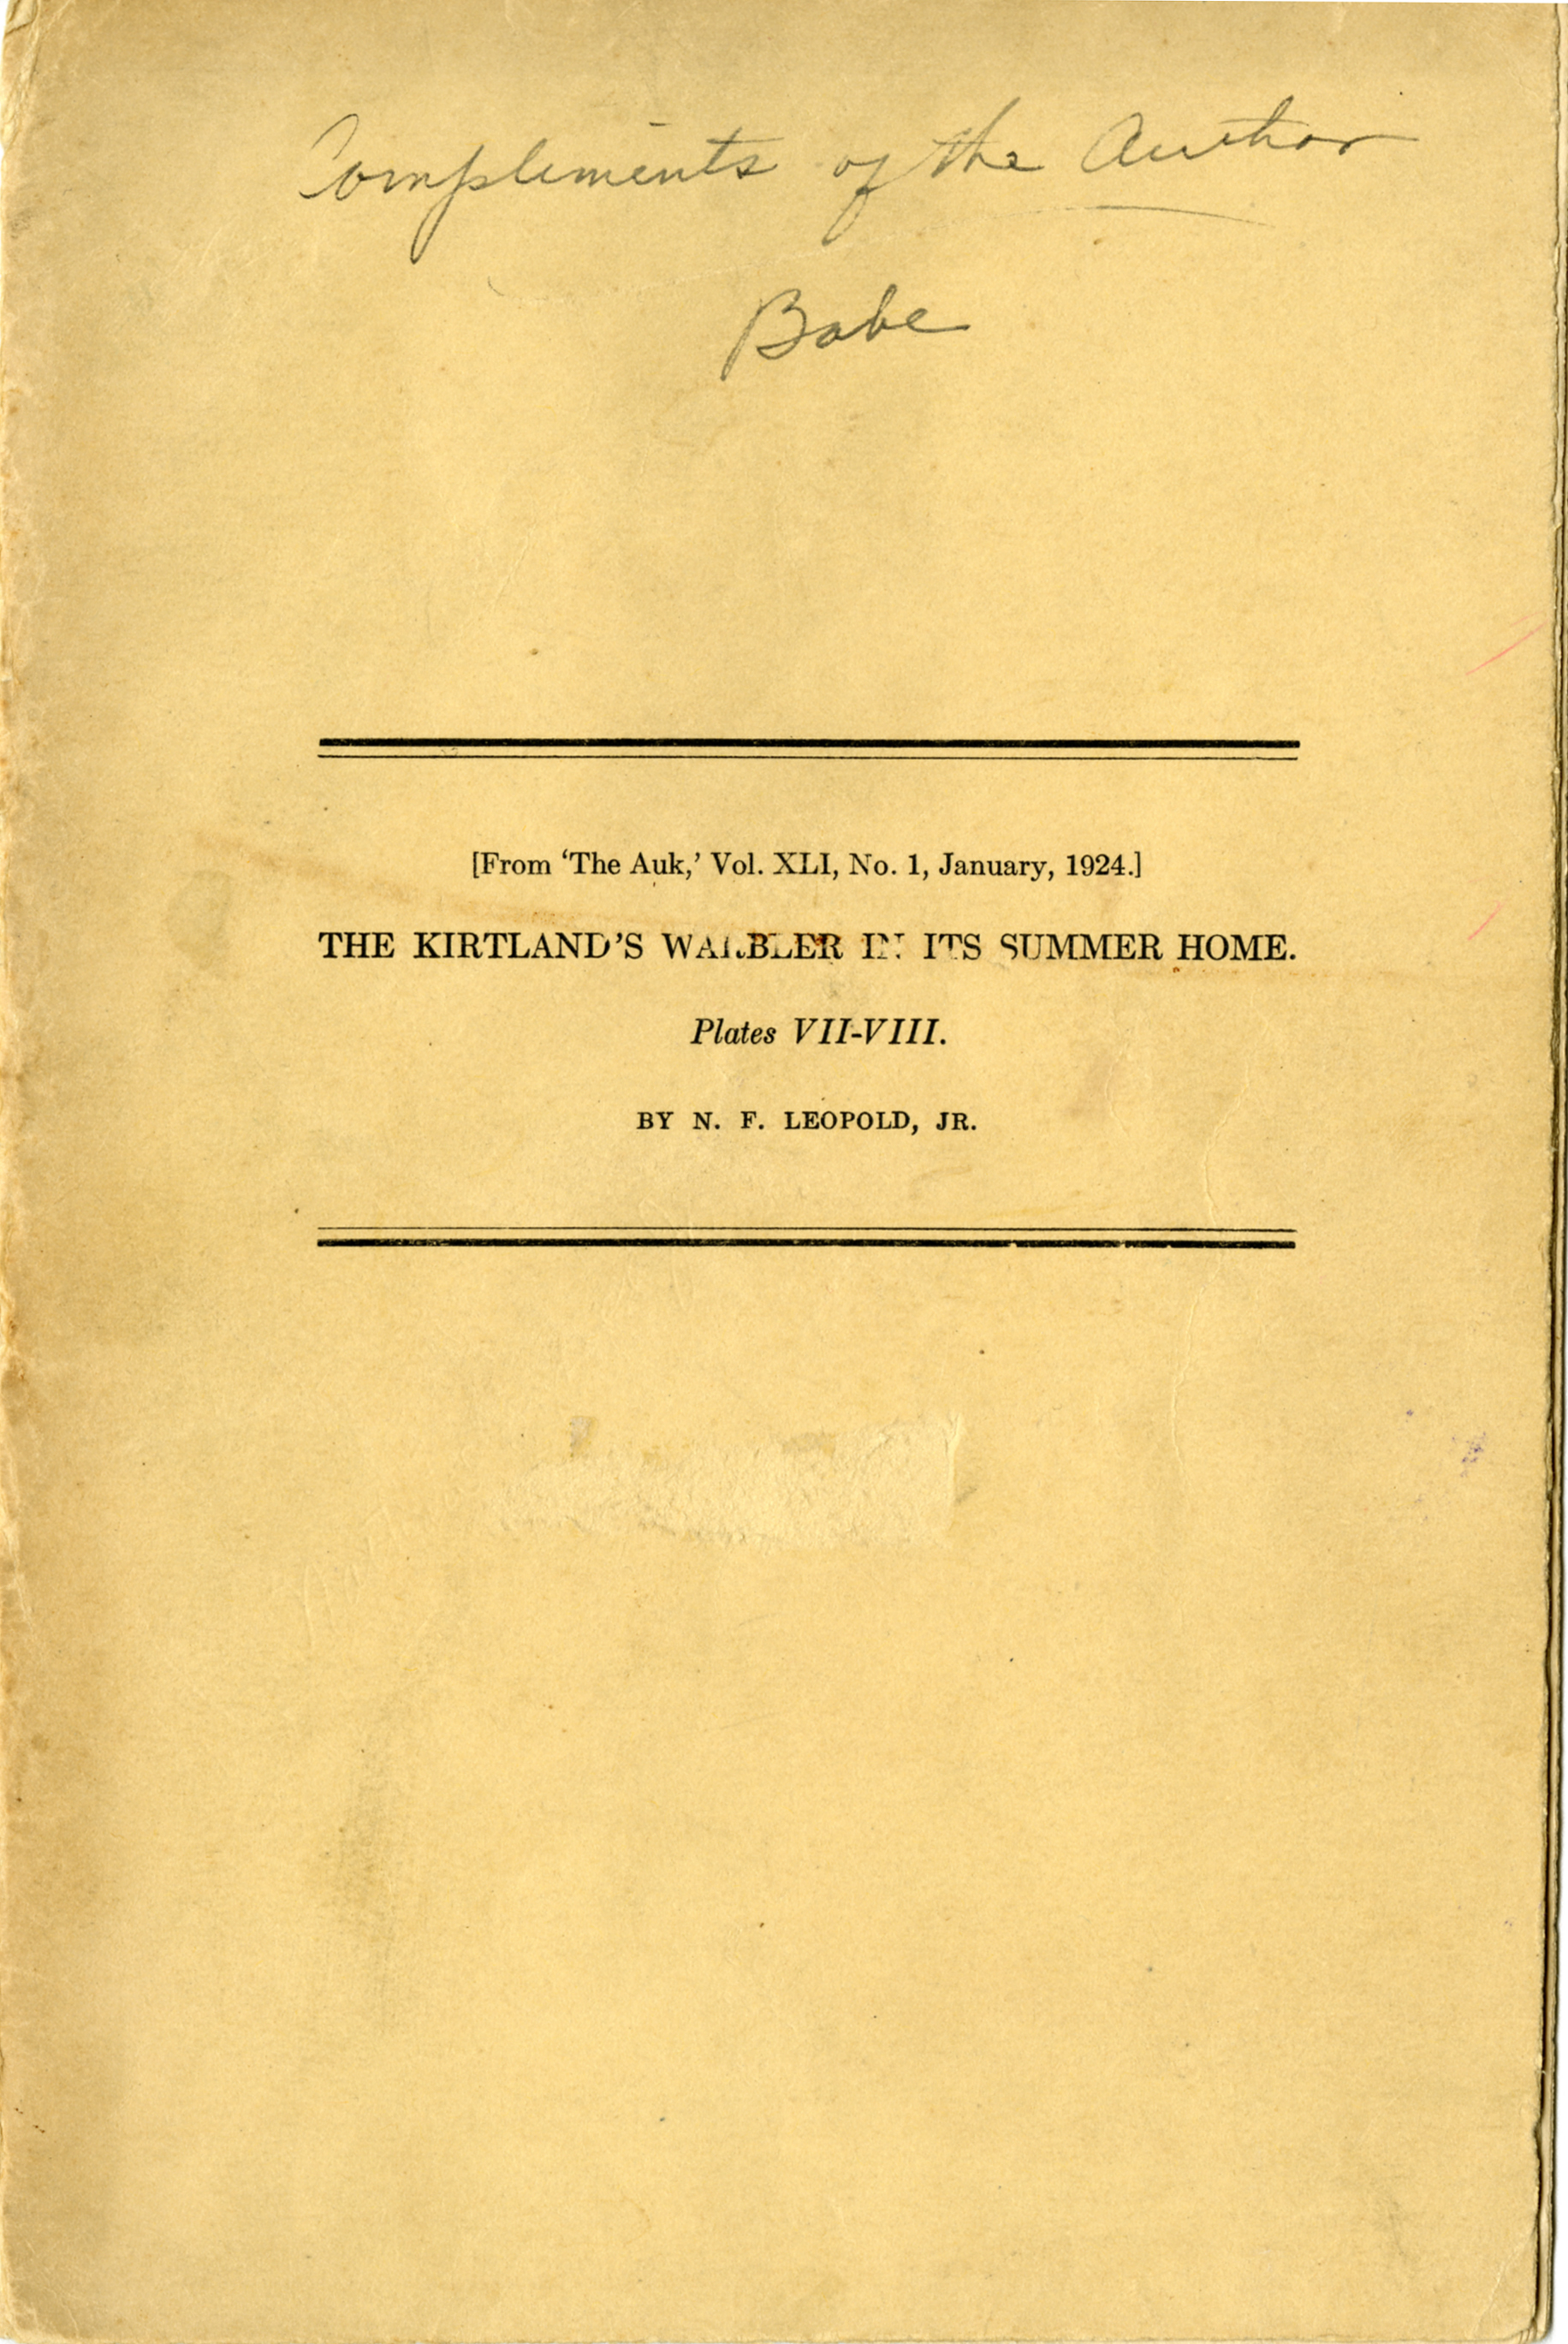 Compliments of the Author
Babe
[From ‘The Auk,’ Vol. XLI, No. 1, January, 1924.]
THE KIRTLAND’S WARBLER IN ITS SUMMER HOME.
Plates VII-VIII.
BY N. F. LEOPOLD, JR.